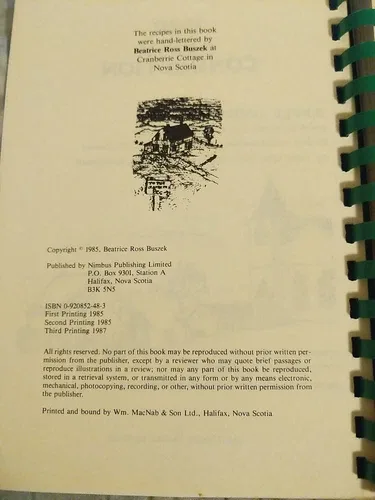 The recipes in this book
were hand-lettered by
Beatrice Ross Buszek at
Cranberrie Cottage in
Nova Scotia
Copyright © 1985, Beatrice Ross Buszek
Published by Nimbus Publishing Limited
P.O. Box 9301, Station A
Halifax, Nova Scotia
B3K 5N5
ISBN 0-920852-48-3
First Printing 1985
Second Printing 1985
Third Printing 1987
All rights reserved. No part of this book may be reproduced without prior written per-
mission from the publisher, except by a reviewer who may quote brief passages or
reproduce illustrations in a review; nor may any part of this book be reproduced,
stored in a retrieval system, or transmitted in any form or by any means electronic,
mechanical, photocopying, recording, or other, without prior written permission from
the publisher.
Printed and bound by Wm. MacNab & Son Ltd., Halifax, Nova Scotia